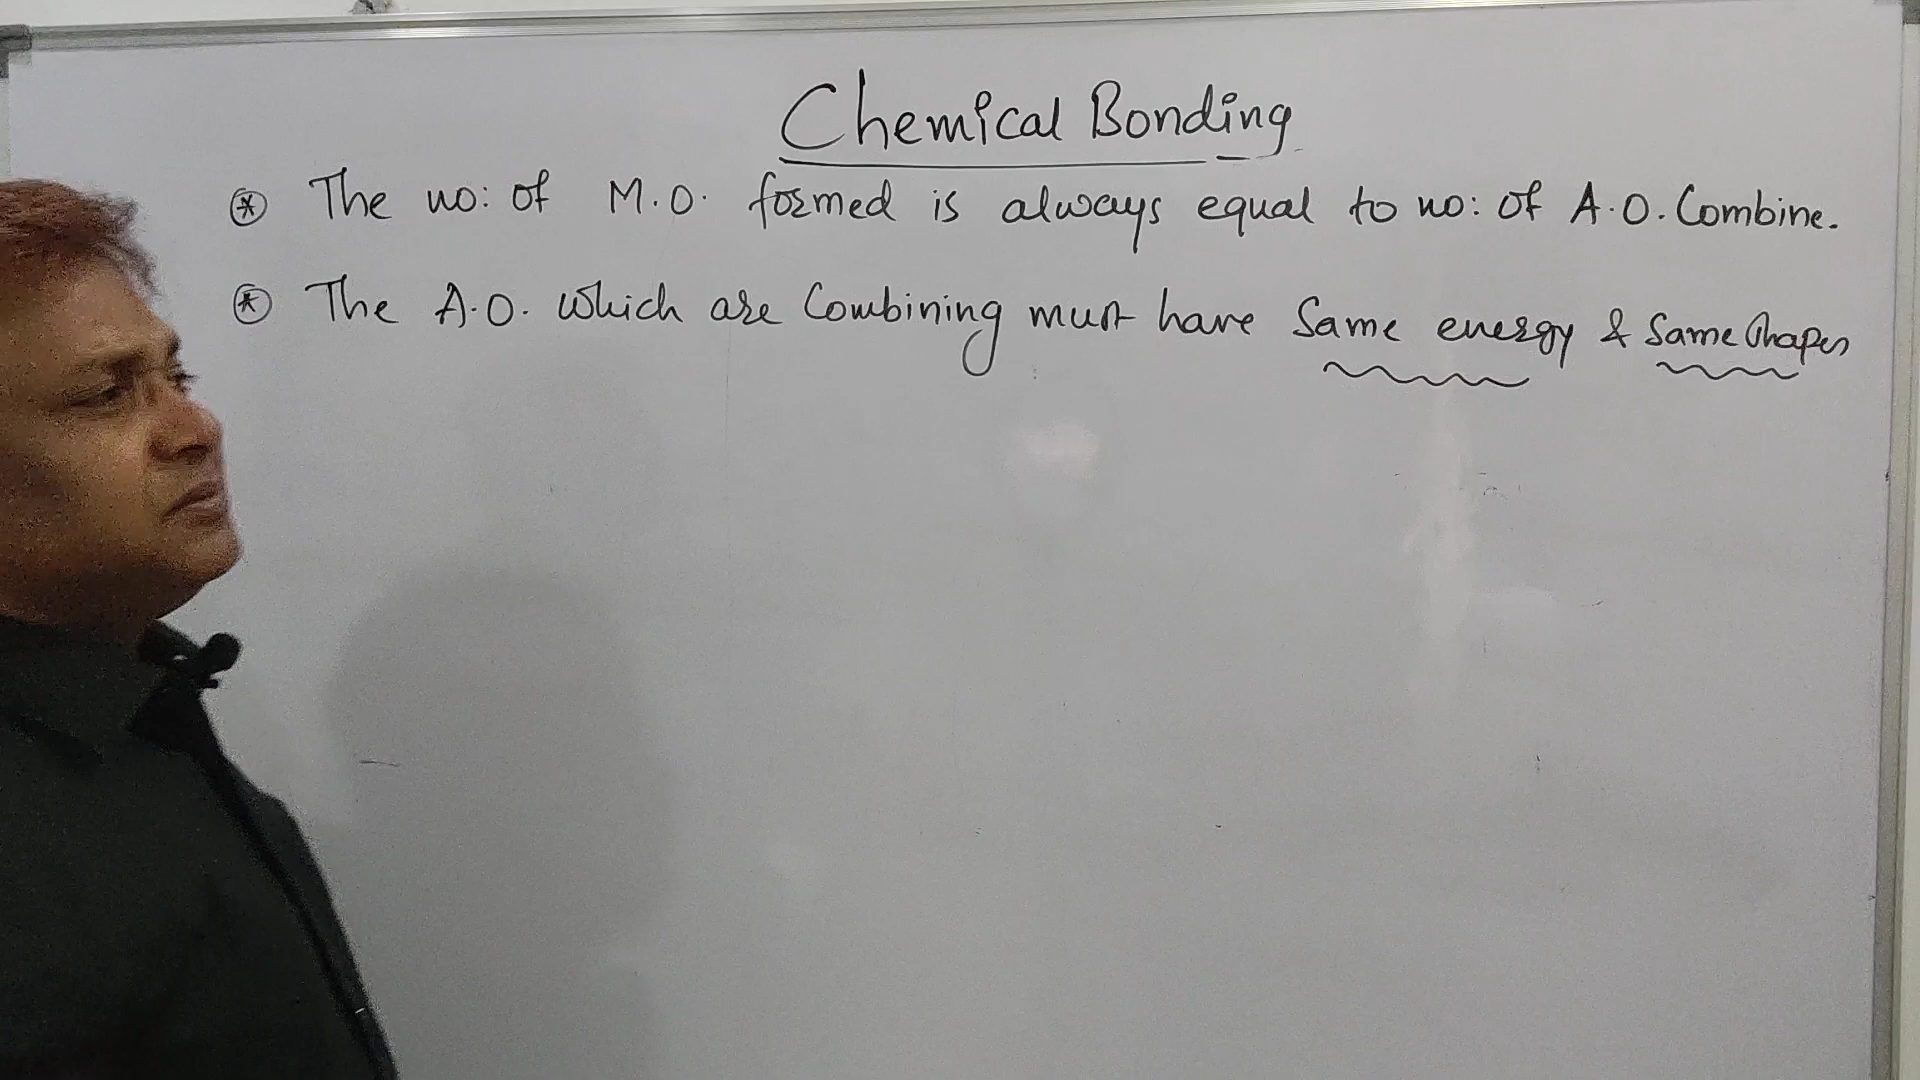 Chemical Bonding
⊛ The no: of M.O. formed is always equal to no: of A.O. Combine.
⊛ The A.O. which are Combining must have Same energy & Same Shapes